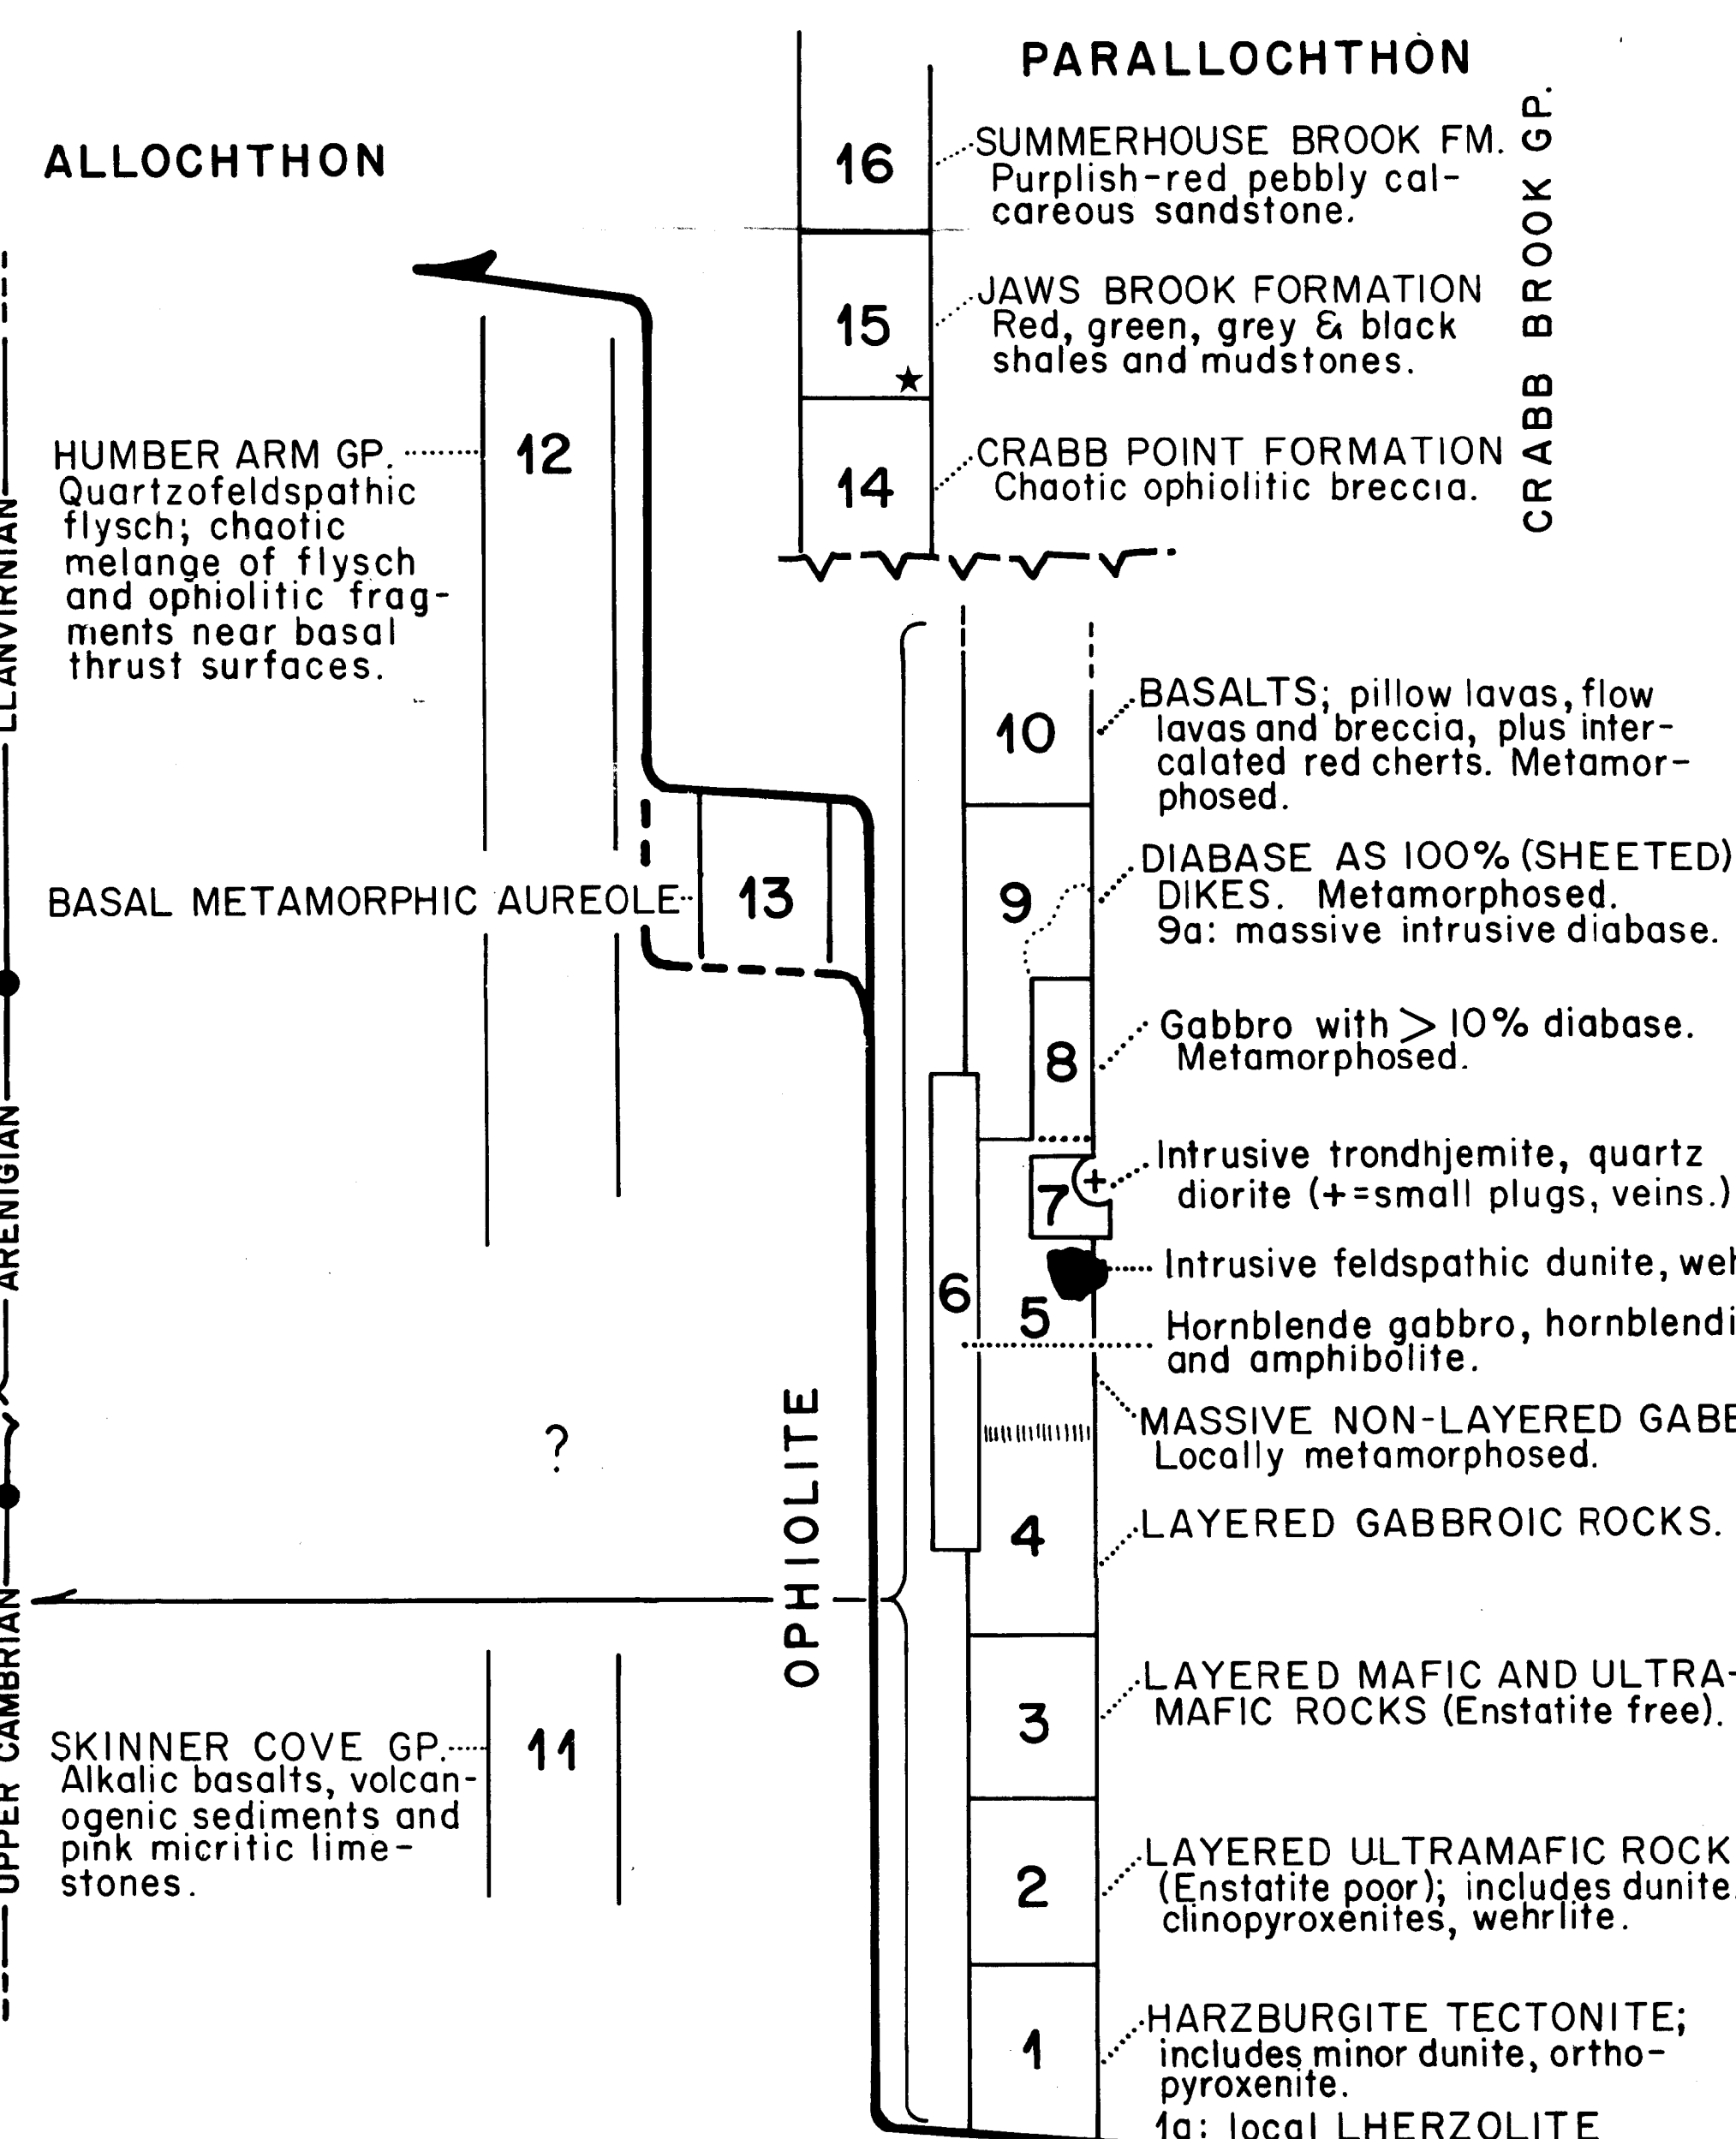 PARALLOCHTHON
ALLOCHTHON
CRABB BROOK GP.
16
SUMMERHOUSE BROOK FM.
Purplish-red pebbly cal-
careous sandstone.
15
JAWS BROOK FORMATION
Red, green, grey & black
shales and mudstones.
14
CRABB POINT FORMATION
Chaotic ophiolitic breccia.
LLANVIRNIAN
ARENIGIAN
UPPER CAMBRIAN
HUMBER ARM GP.
12
Quartzofeldspathic
flysch; chaotic
melange of flysch
and ophiolitic frag-
ments near basal
thrust surfaces.
BASAL METAMORPHIC AUREOLE
13
?
SKINNER COVE GP.
11
Alkalic basalts, volcan-
ogenic sediments and
pink micritic lime-
stones.
OPHIOLITE
10
BASALTS; pillow lavas, flow
lavas and breccia, plus inter-
calated red cherts. Metamor-
phosed.
9
DIABASE AS 100% (SHEETED)
DIKES. Metamorphosed.
9a: massive intrusive diabase.
8
Gabbro with > 10% diabase.
Metamorphosed.
7
+
Intrusive trondhjemite, quartz
diorite (+=small plugs, veins.)
Intrusive feldspathic dunite,
6
5
Hornblende gabbro,
and amphibolite.
MASSIVE NON-LAYERED
Locally metamorphosed.
4
LAYERED GABBROIC ROCKS.
3
LAYERED MAFIC AND ULTRA-
MAFIC ROCKS (Enstatite free).
2
LAYERED ULTRAMAFIC ROCK
(Enstatite poor); includes dunite
clinopyroxenites, wehrlite.
1
HARZBURGITE TECTONITE;
includes minor dunite, ortho-
pyroxenite.
1a: local LHERZOLITE